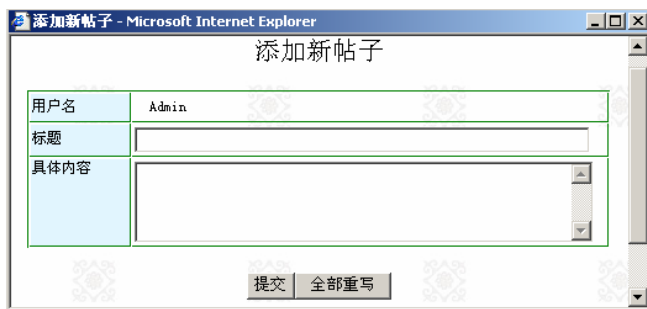 添加新帖子 - Microsoft Internet Explorer
添加新帖子
用户名 Admin
标题
具体内容
提交 全部重写